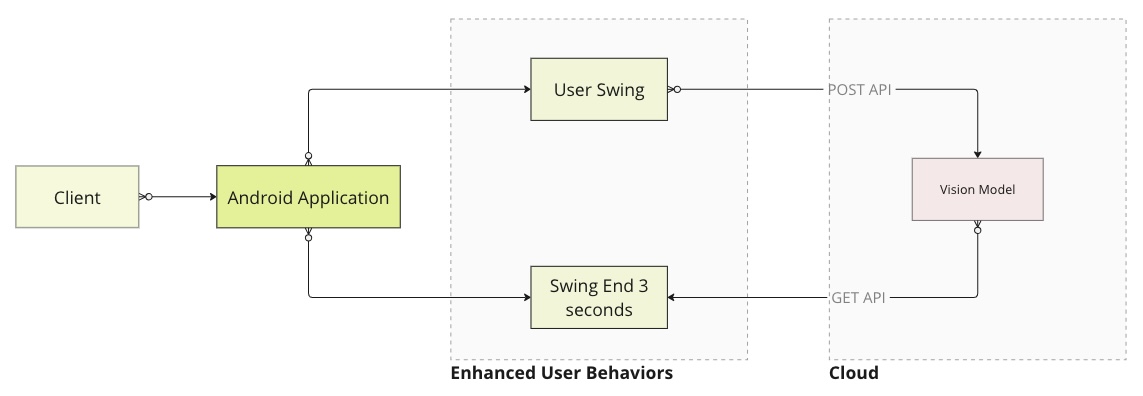 User Swing
POST API
Client
Android Application
Vision Model
Swing End 3
seconds
GET API
Enhanced User Behaviors
Cloud